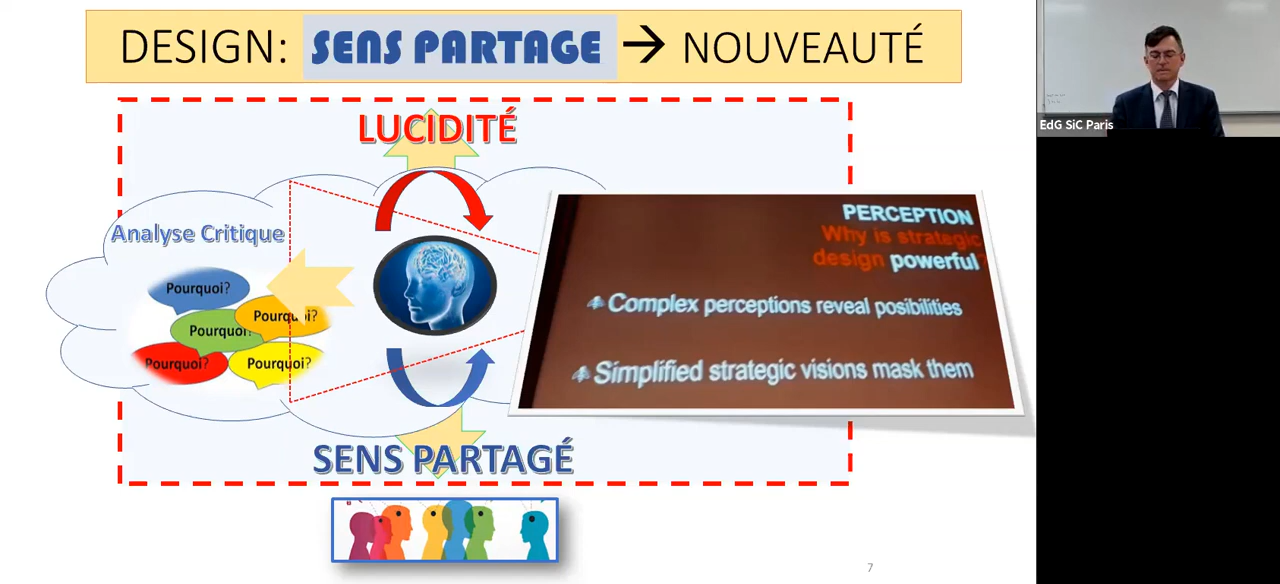 DESIGN: SENS PARTAGE → NOUVEAUTÉ
EdG SiC Paris
LUCIDITÉ
Analyse Critique
Pourquoi?
Pourquoi?
Pourquoi?
Pourquoi?
Pourquoi?
PERCEPTION
Why is strategic
design powerful?
Complex perceptions reveal posibilities
Simplified strategic visions mask them
SENS PARTAGÉ
7